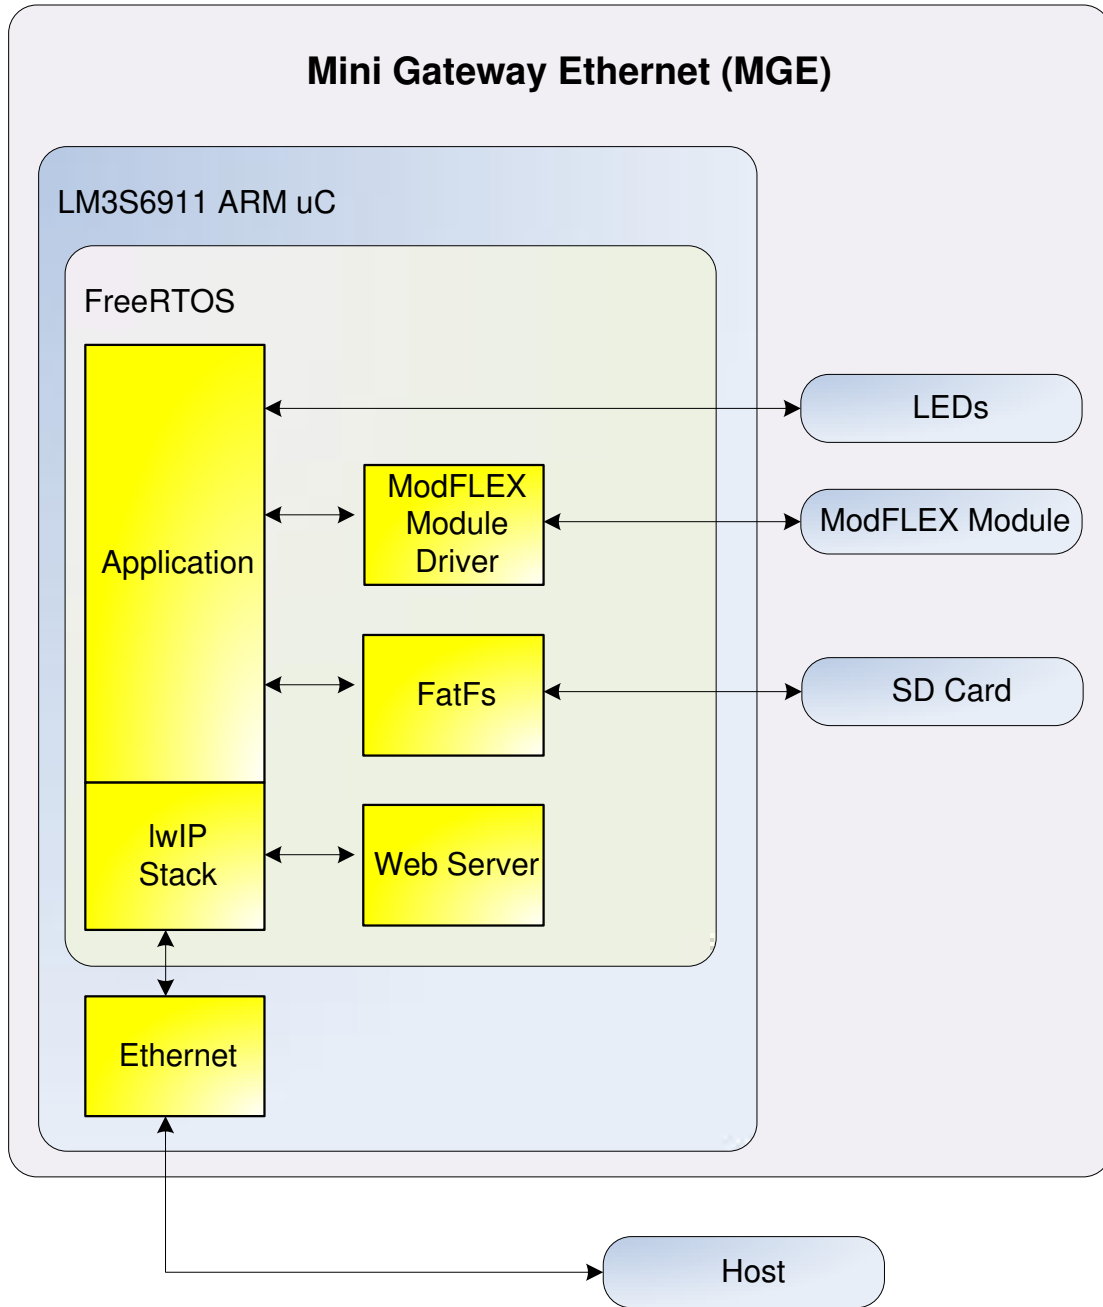 Mini Gateway Ethernet (MGE)
LM3S6911 ARM uC
FreeRTOS
LEDs
ModFLEX
Module
Driver
ModFLEX Module
Application
FatFs
SD Card
lwIP
Stack
Web Server
Ethernet
Host